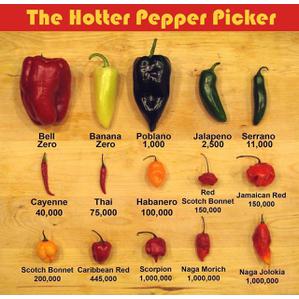 The Hotter Pepper Picker
Bell
Zero
Banana
Zero
Poblano
1,000
Jalapeno
2,500
Serrano
11,000
Cayenne
40,000
Thai
75,000
Habanero
100,000
Red
Scotch Bonnet
150,000
Jamaican Red
150,000
Scotch Bonnet
200,000
Caribbean Red
445,000
Scorpion
1,000,000
Naga Morich
1,000,000
Naga Jolokia
1,000,000